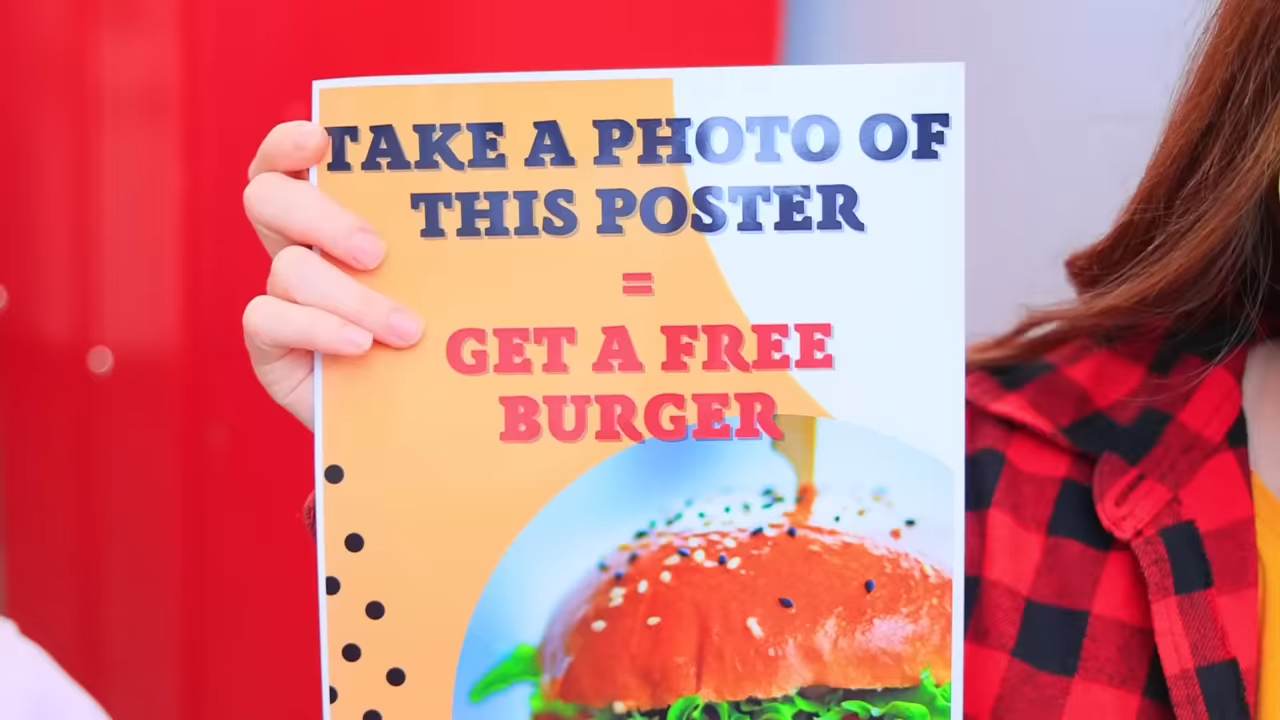 TAKE A PHOTO OF
THIS POSTER
=
GET A FREE
BURGER